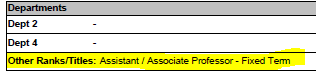 Departments
Dept 2 -
Dept 4 -
Other Ranks/Titles: Assistant / Associate Professor - Fixed Term